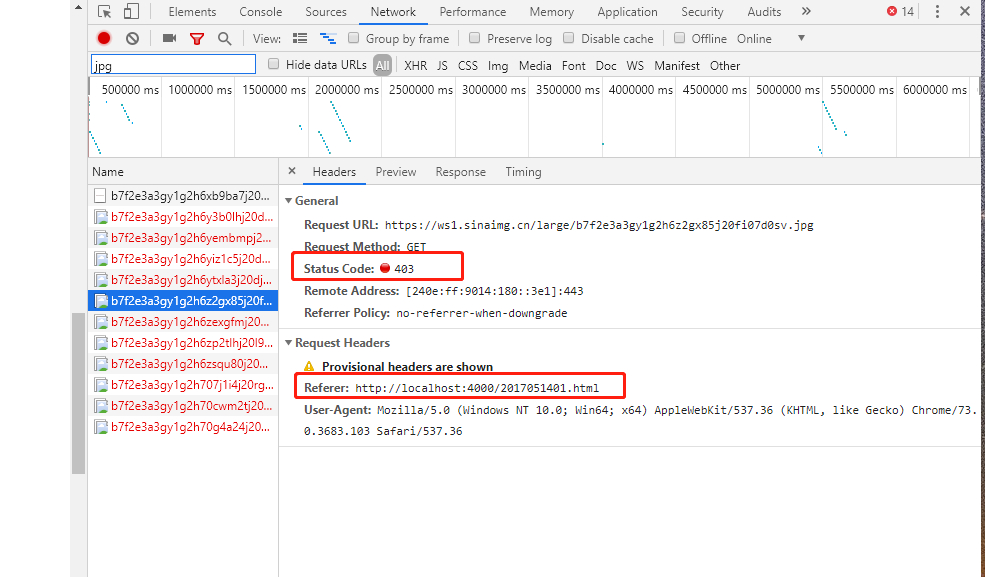 Elements Console Sources Network Performance Memory Application Security Audits » 14
View: Group by frame Preserve log Disable cache Offline Online
jpg Hide data URLs All XHR JS CSS Img Media Font Doc WS Manifest Other
500000 ms 1000000 ms 1500000 ms 2000000 ms 2500000 ms 3000000 ms 3500000 ms 4000000 ms 4500000 ms 5000000 ms 5500000 ms 6000000 ms
Name × Headers Preview Response Timing
b7f2e3a3gy1g2h6xb9ba7j20...
b7f2e3a3gy1g2h6y3b0lhj20d...
b7f2e3a3gy1g2h6yembmpj2...
b7f2e3a3gy1g2h6yiz1c5j20d...
b7f2e3a3gy1g2h6ytxla3j20dj...
b7f2e3a3gy1g2h6z2gx85j20f...
b7f2e3a3gy1g2h6zexgfmj20...
b7f2e3a3gy1g2h6zp2tlhj20l9...
b7f2e3a3gy1g2h6zsqu80j20...
b7f2e3a3gy1g2h707j1i4j20rg...
b7f2e3a3gy1g2h70cwm2tj20...
b7f2e3a3gy1g2h70g4a24j20...
General
Request URL: https://ws1.sinaimg.cn/large/b7f2e3a3gy1g2h6z2gx85j20fi07d0sv.jpg
Request Method: GET
Status Code: 403
Remote Address: [240e:ff:9014:180::3e1]:443
Referrer Policy: no-referrer-when-downgrade
Request Headers
Provisional headers are shown
Referer: http://localhost:4000/2017051401.html
User-Agent: Mozilla/5.0 (Windows NT 10.0; Win64; x64) AppleWebKit/537.36 (KHTML, like Gecko) Chrome/73.
0.3683.103 Safari/537.36